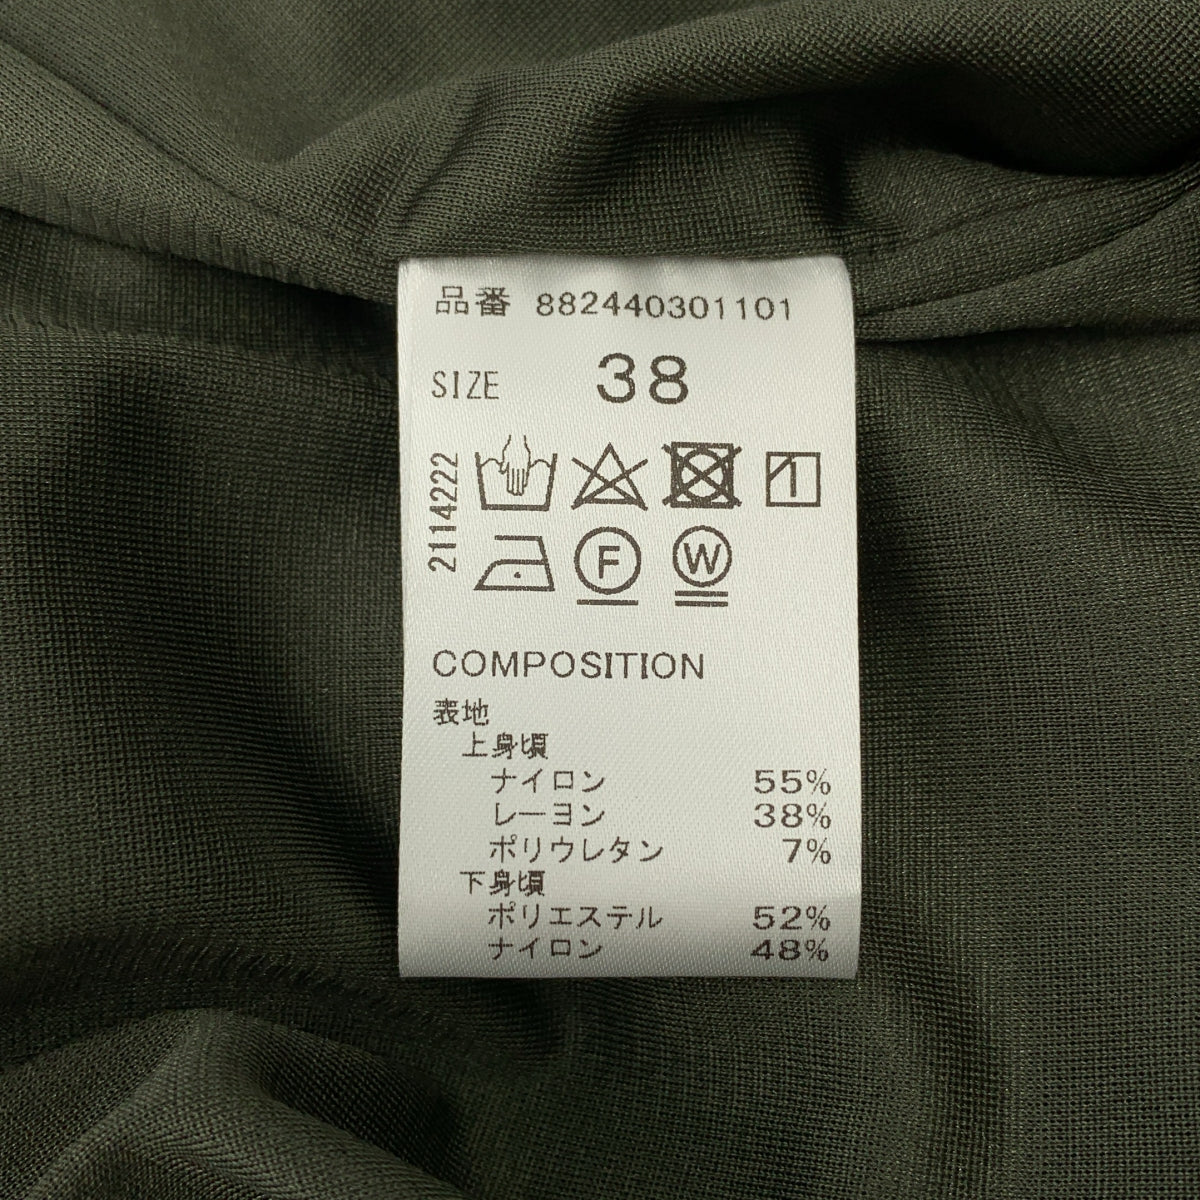 品番 882440301101
SIZE 38
2114222
F W
COMPOSITION
表地
上身頃
ナイロン 55%
レーヨン 38%
ポリウレタン 7%
下身頃
ポリエステル 52%
ナイロン 48%